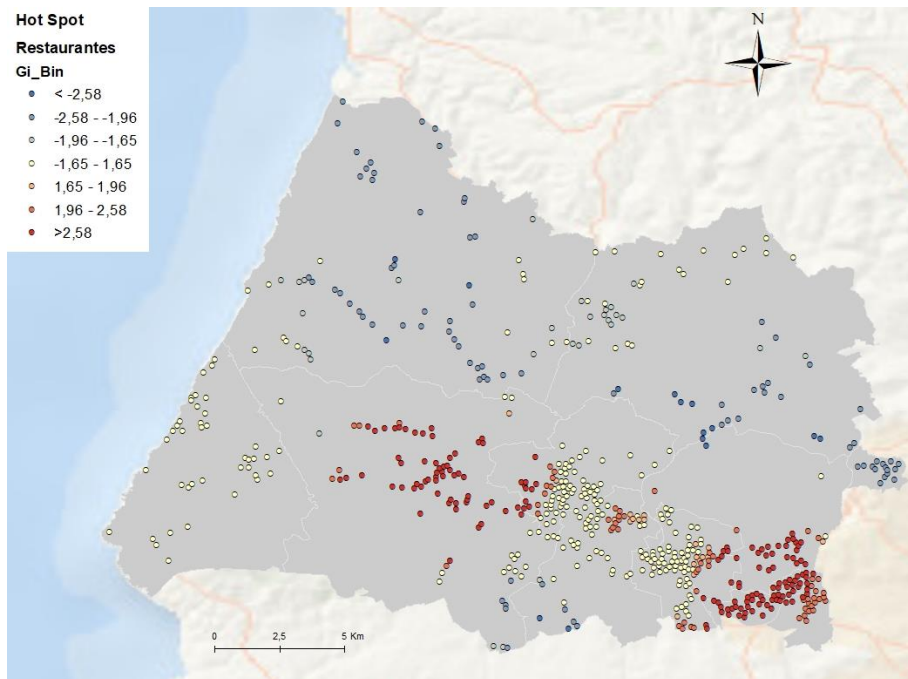 Hot Spot
Restaurantes
Gi_Bin
< -2,58
-2,58 - -1,96
-1,96 - -1,65
-1,65 - 1,65
1,65 - 1,96
1,96 - 2,58
>2,58
N
0 2,5 5 Km